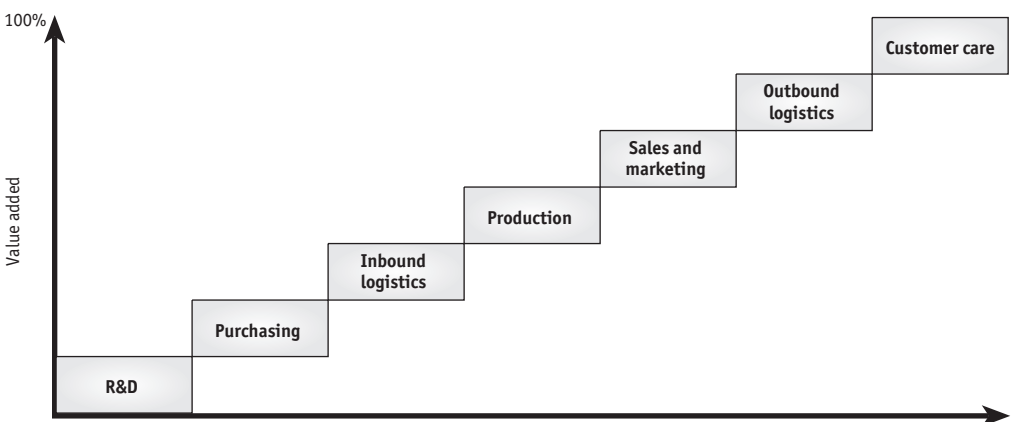 100%
Customer care
Outbound
logistics
Sales and
marketing
Production
Value added
Inbound
logistics
Purchasing
R&D